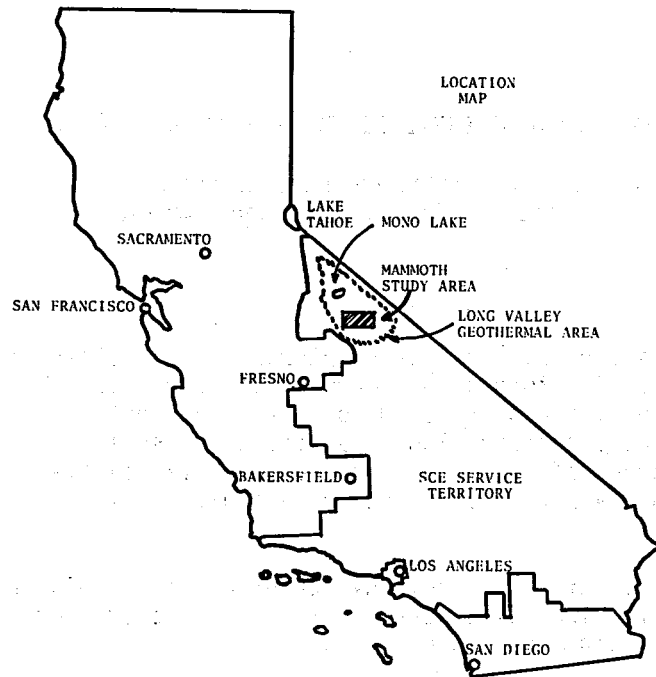 LOCATION
MAP
LAKE
TAHOE
MONO LAKE
SACRAMENTO
MAMMOTH
STUDY AREA
SAN FRANCISCO
LONG VALLEY
GEOTHERMAL AREA
FRESNO
BAKERSFIELD
SCE SERVICE
TERRITORY
LOS ANGELES
SAN DIEGO